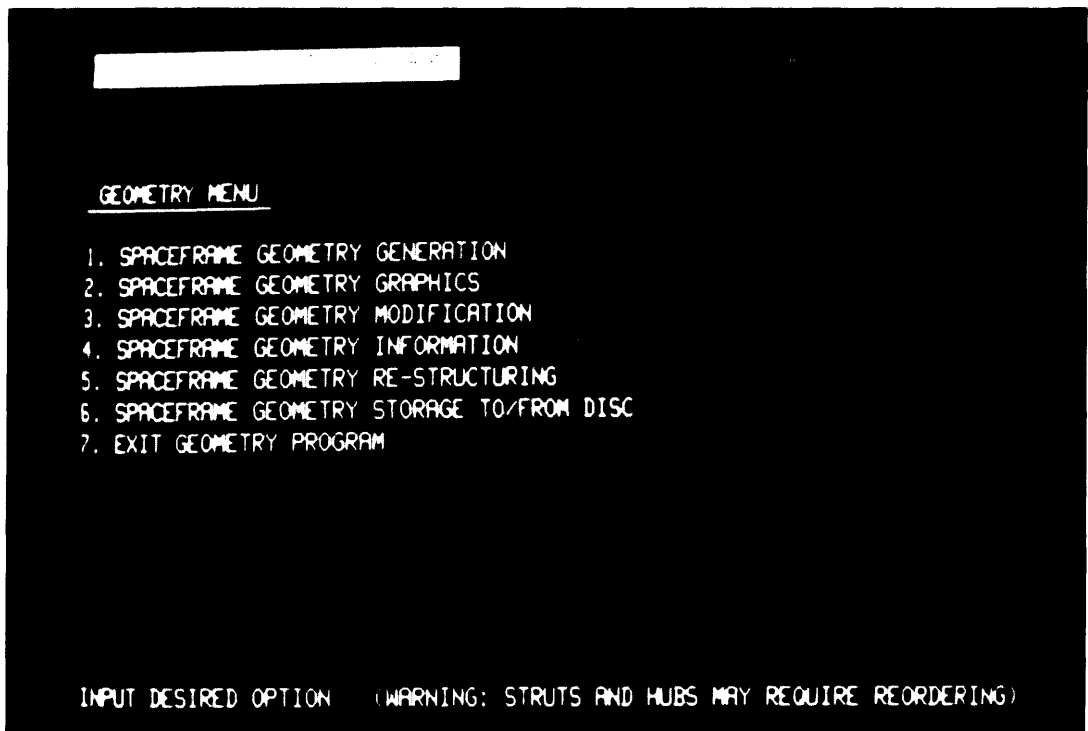 GEOMETRY MENU
1. SPACEFRAME GEOMETRY GENERATION
2. SPACEFRAME GEOMETRY GRAPHICS
3. SPACEFRAME GEOMETRY MODIFICATION
4. SPACEFRAME GEOMETRY INFORMATION
5. SPACEFRAME GEOMETRY RE-STRUCTURING
6. SPACEFRAME GEOMETRY STORAGE TO/FROM DISC
7. EXIT GEOMETRY PROGRAM
INPUT DESIRED OPTION (WARNING: STRUTS AND HUBS MAY REQUIRE REORDERING)